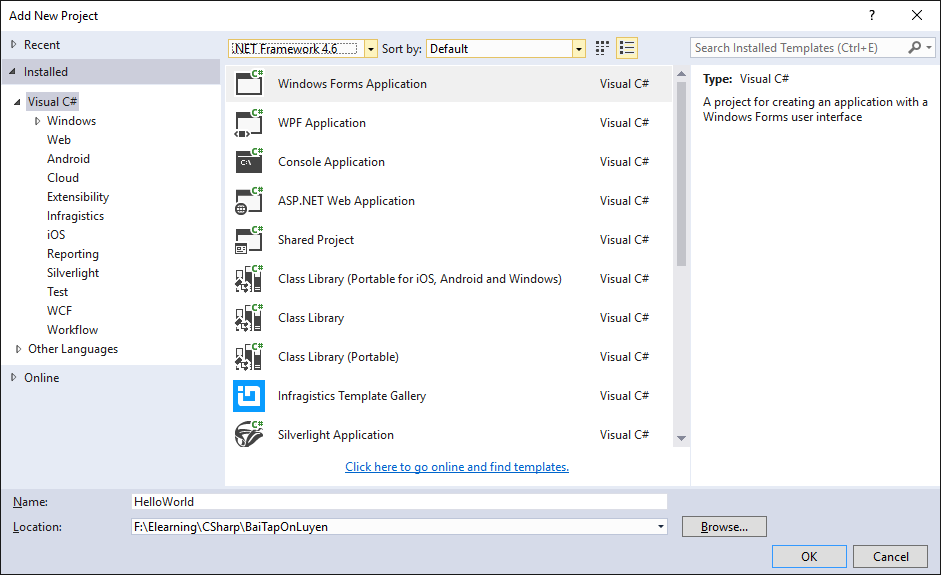 Add New Project
?
Recent
.NET Framework 4.6
Sort by:
Default
Search Installed Templates (Ctrl+E)
Installed
Visual C#
Windows
Web
Android
Cloud
Extensibility
Infragistics
iOS
Reporting
Silverlight
Test
WCF
Workflow
Other Languages
Online
Windows Forms Application Visual C#
WPF Application Visual C#
Console Application Visual C#
ASP.NET Web Application Visual C#
Shared Project Visual C#
Class Library (Portable for iOS, Android and Windows) Visual C#
Class Library Visual C#
Class Library (Portable) Visual C#
Infragistics Template Gallery Visual C#
Silverlight Application Visual C#
Click here to go online and find templates.
Type: Visual C#
A project for creating an application with a
Windows Forms user interface
Name: HelloWorld
Location: F:\Elearning\CSharp\BaiTapOnLuyen
Browse...
OK
Cancel